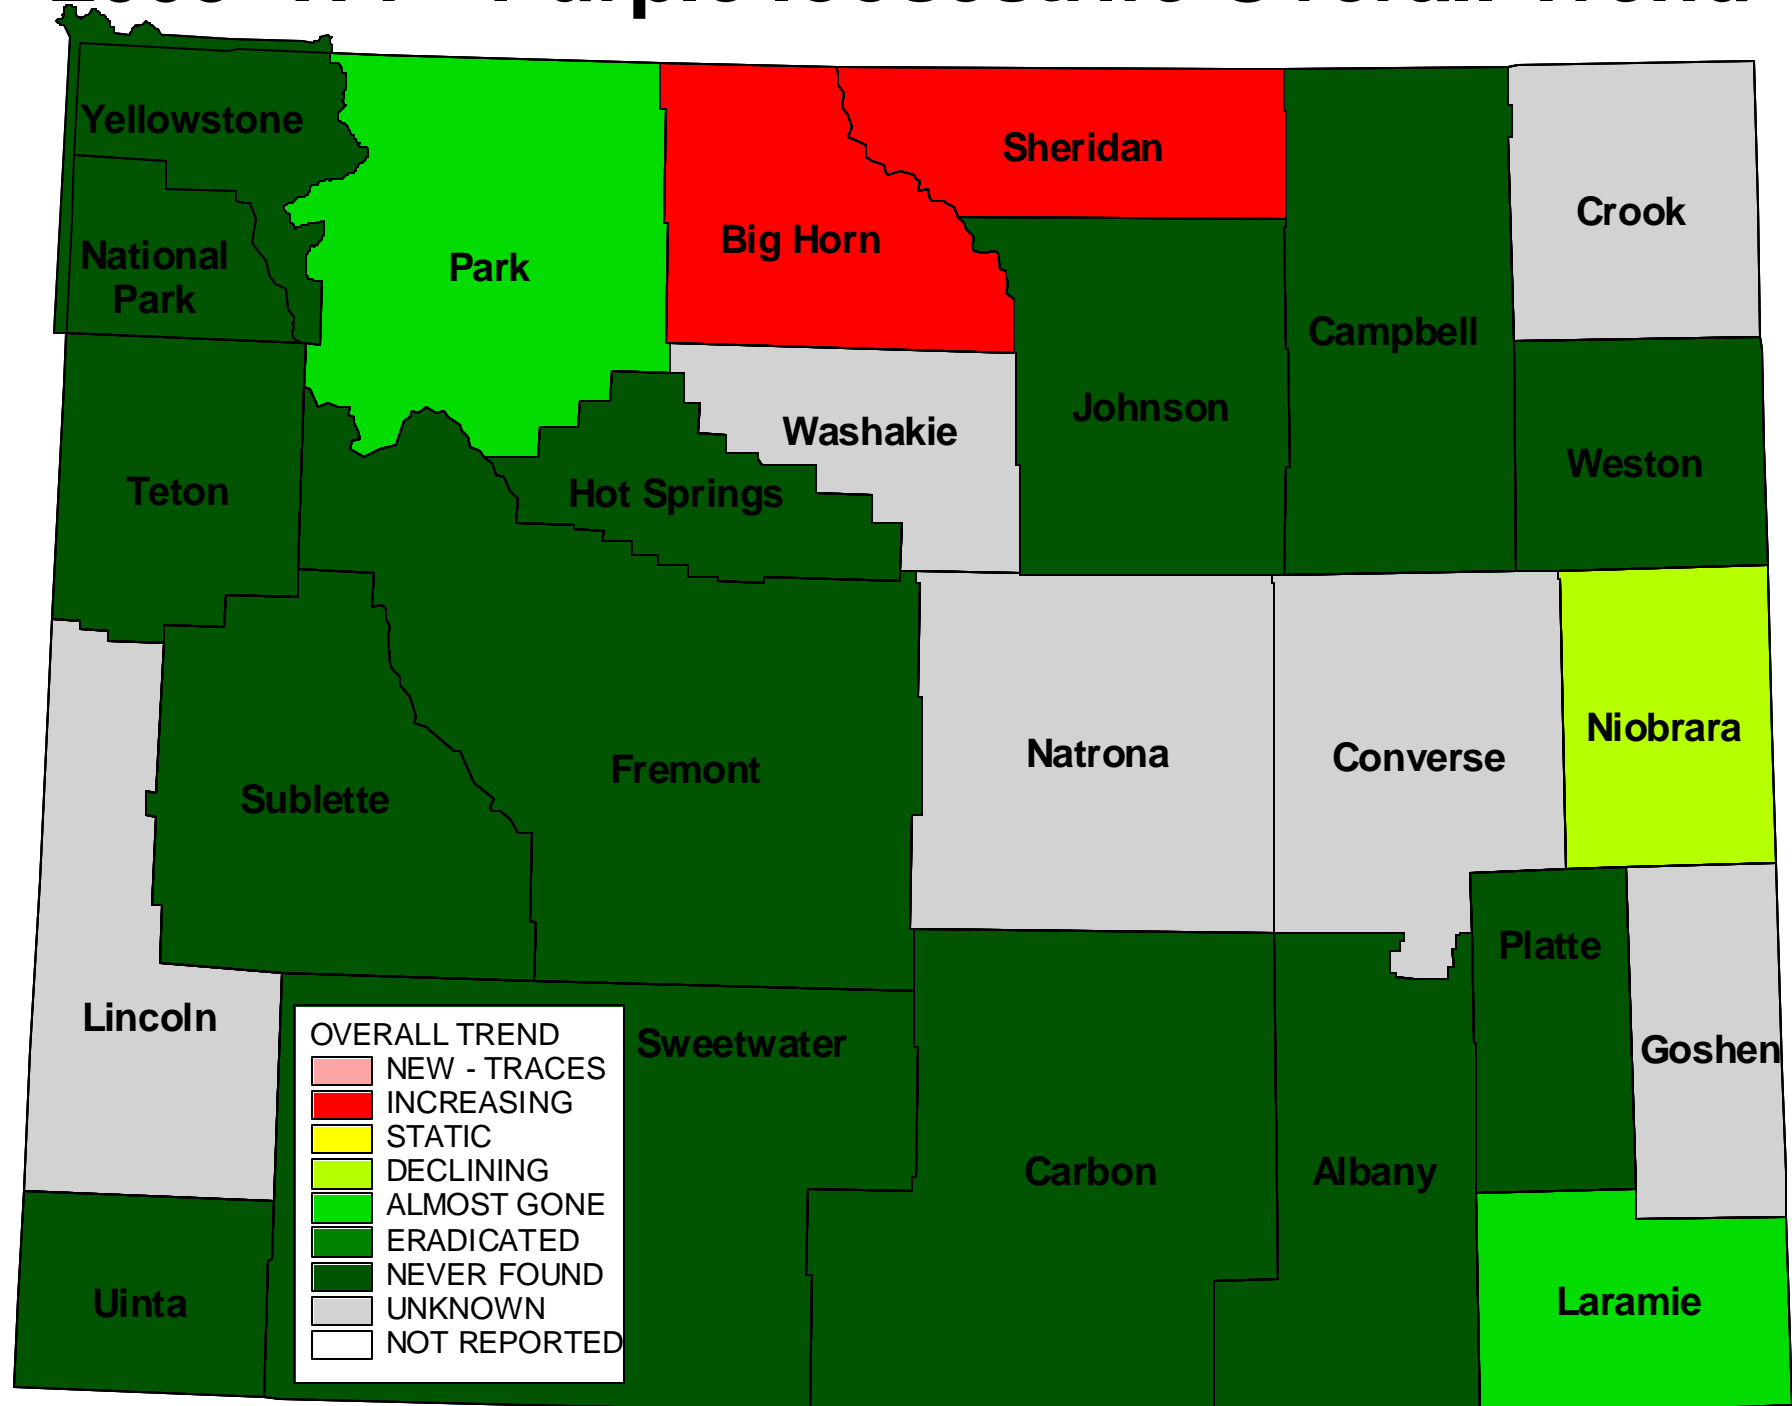 Overall Trend
Yellowstone
National
Park
Park
Big Horn
Sheridan
Campbell
Crook
Johnson
Washakie
Hot Springs
Weston
Teton
Fremont
Natrona
Converse
Niobrara
Sublette
Platte
Lincoln
Sweetwater
Goshen
Carbon
Albany
Uinta
Laramie
OVERALL TREND
NEW - TRACES
INCREASING
STATIC
DECLINING
ALMOST GONE
ERADICATED
NEVER FOUND
UNKNOWN
NOT REPORTED